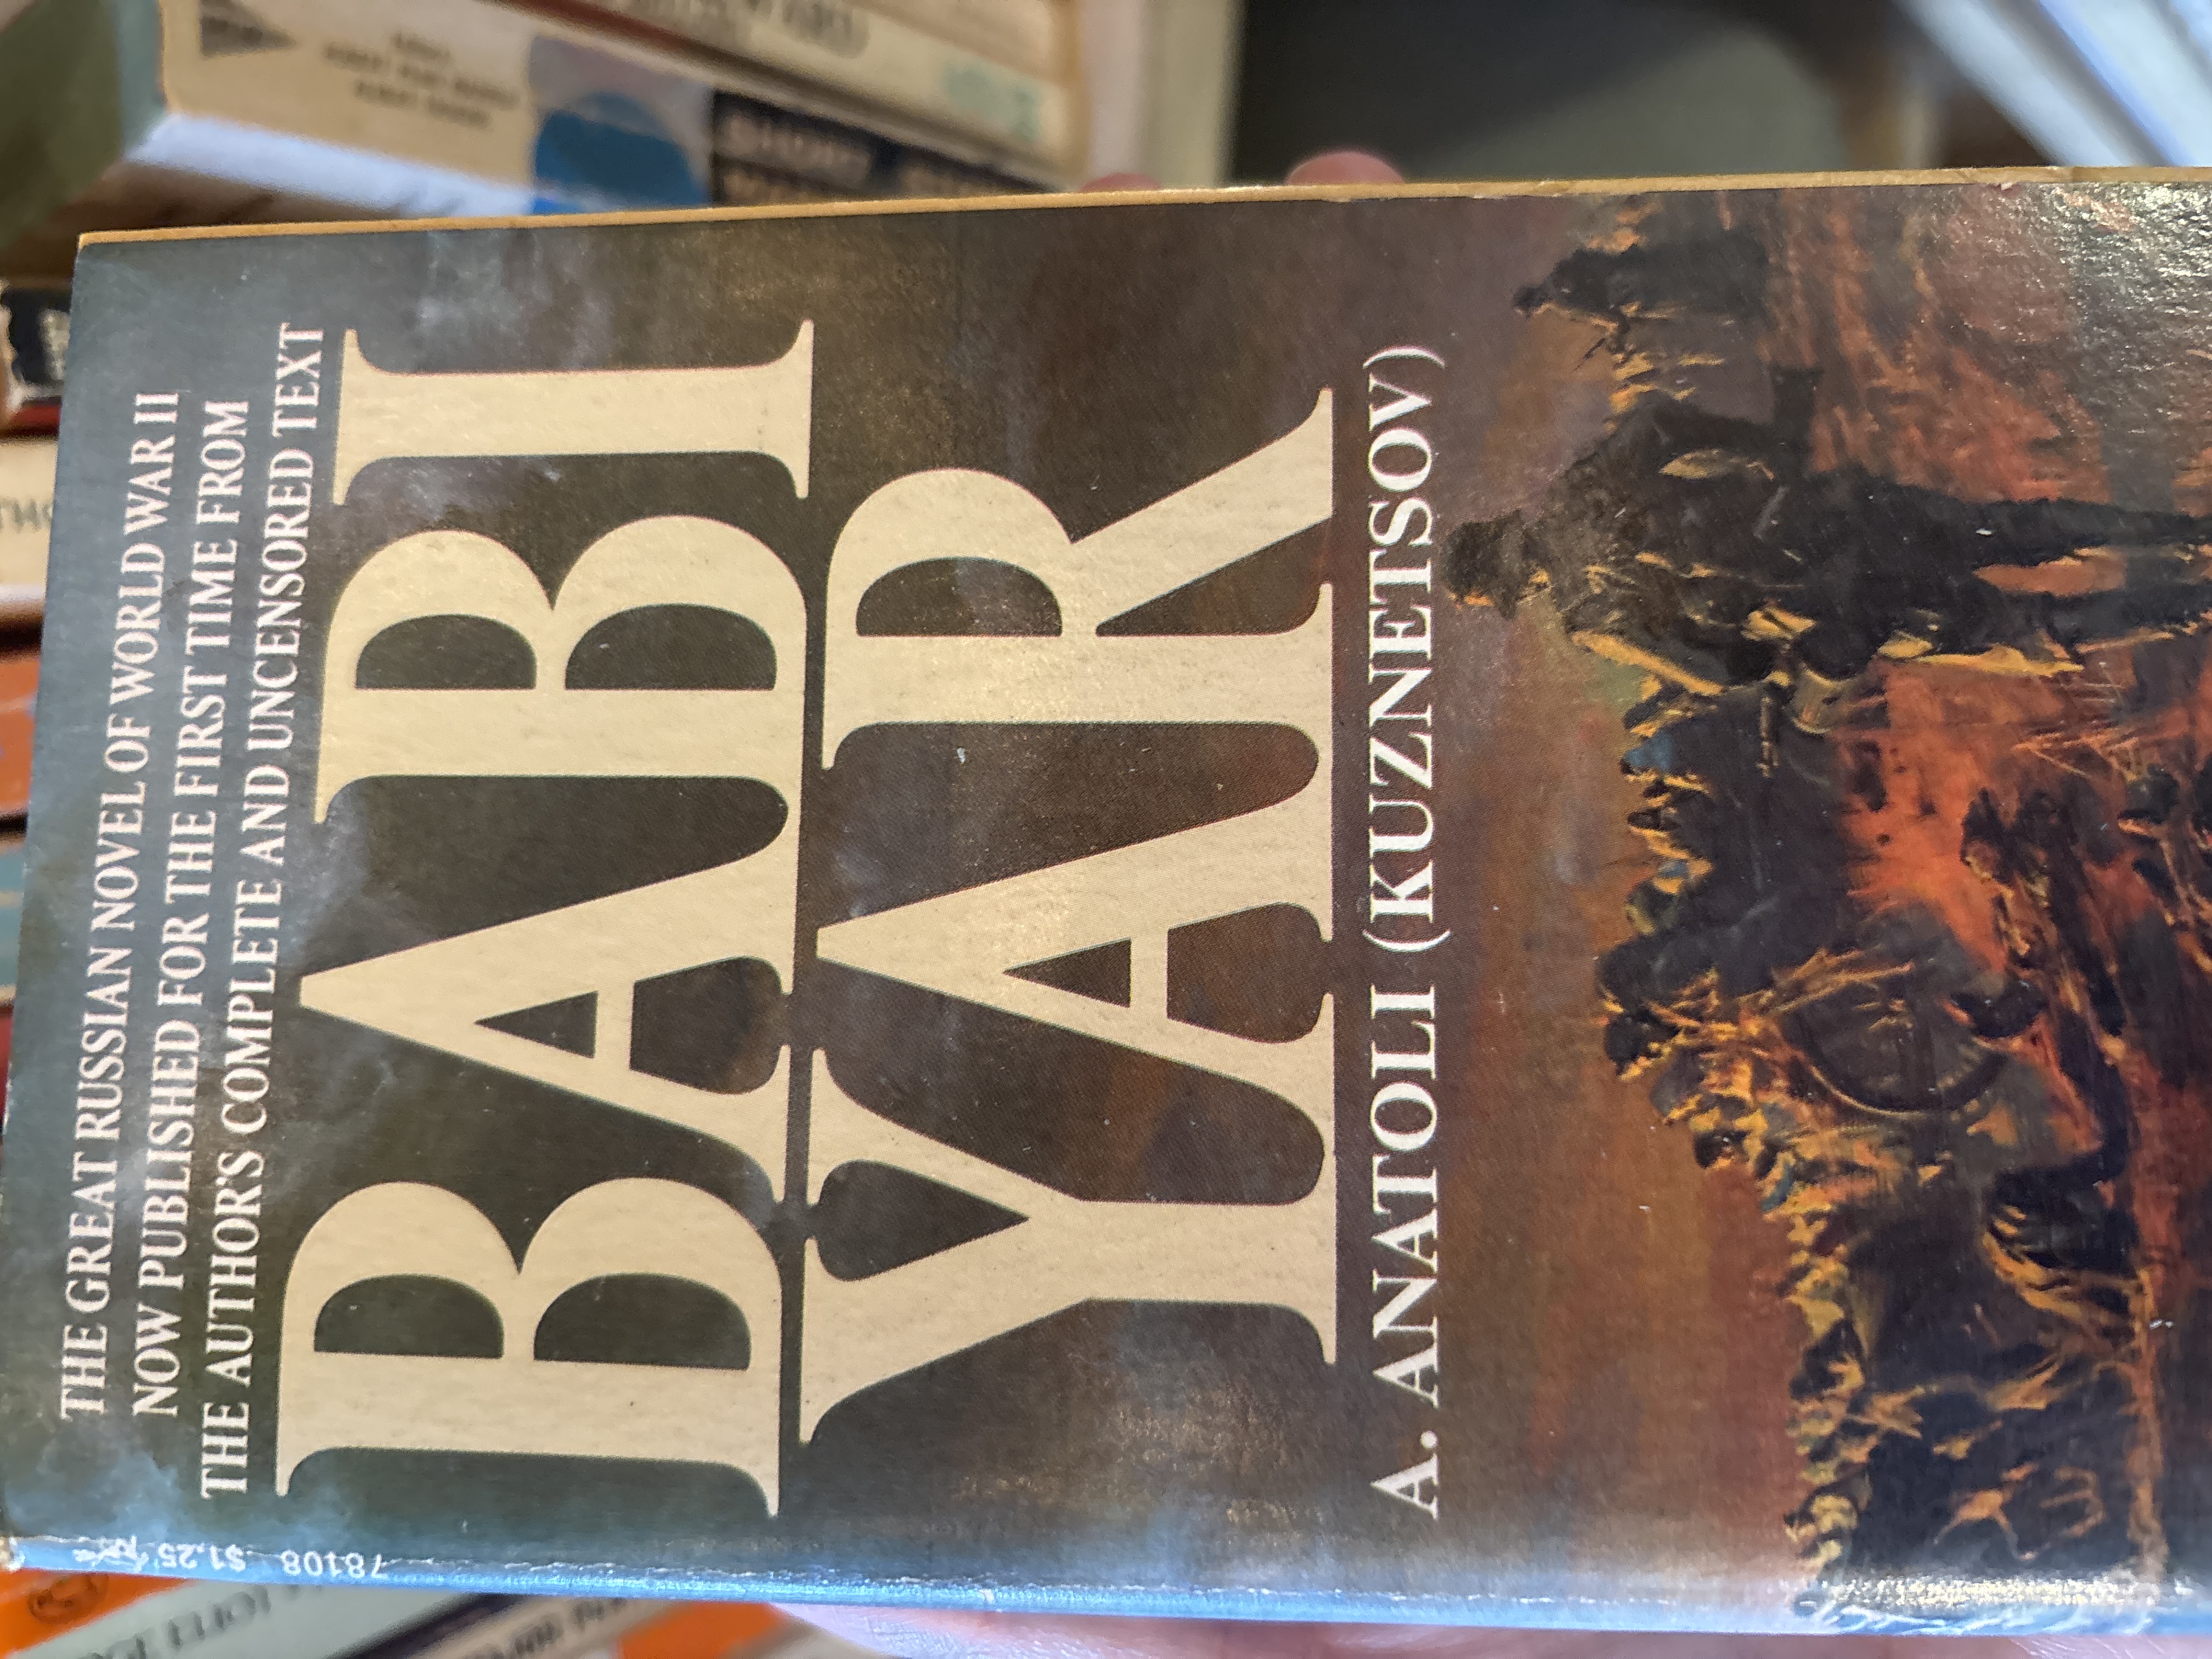 THE GREAT RUSSIAN NOVEL OF WORLD WAR II
NOW PUBLISHED FOR THE FIRST TIME FROM
THE AUTHOR'S COMPLETE AND UNCENSORED TEXT
BABI
YAR
A. ANATOLI (KUZNETSOV)
78108 $1.25
SHORT